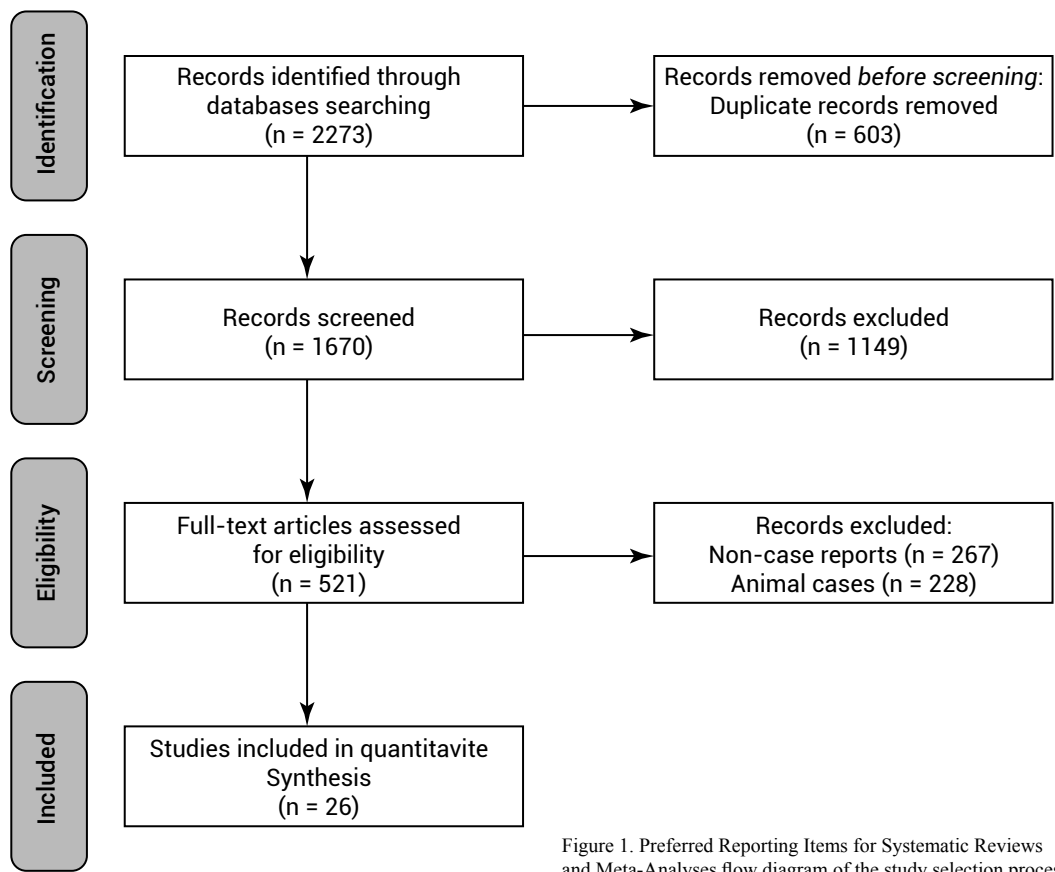 Identification
Records identified through
databases searching
(n = 2273)
Records removed before screening:
Duplicate records removed
(n = 603)
Screening
Records screened
(n = 1670)
Records excluded
(n = 1149)
Eligibility
Full-text articles assessed
for eligibility
(n = 521)
Records excluded:
Non-case reports (n = 267)
Animal cases (n = 228)
Included
Studies included in quantitavite
Synthesis
(n = 26)
Figure 1. Preferred Reporting Items for Systematic Reviews
and Meta-Analyses flow diagram of the study selection